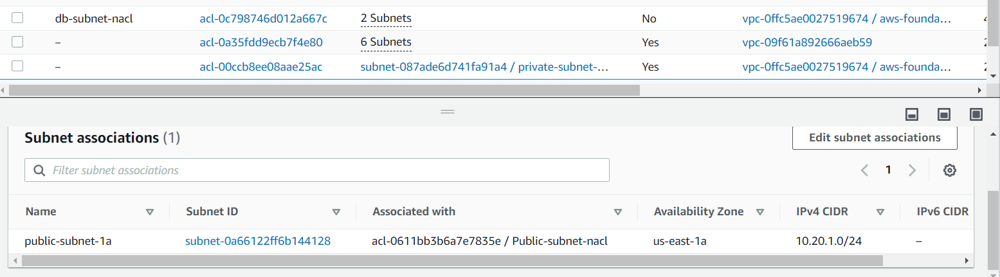 db-subnet-nacl acl-0c798746d012a667c 2 Subnets No vpc-0ffc5ae0027519674 / aws-founda…
– acl-0a35fdd9ecb7f4e80 6 Subnets Yes vpc-09f61a892666aeb59
– acl-00ccb8ee08aae25ac subnet-087ade6d741fa91a4 / private-subnet-… Yes vpc-0ffc5ae0027519674 / aws-founda…
Subnet associations (1) Edit subnet associations
Filter subnet associations 1
Name Subnet ID Associated with Availability Zone IPv4 CIDR IPv6 CIDR
public-subnet-1a subnet-0a66122ff6b144128 acl-0611bb3b6a7e7835e / Public-subnet-nacl us-east-1a 10.20.1.0/24 –